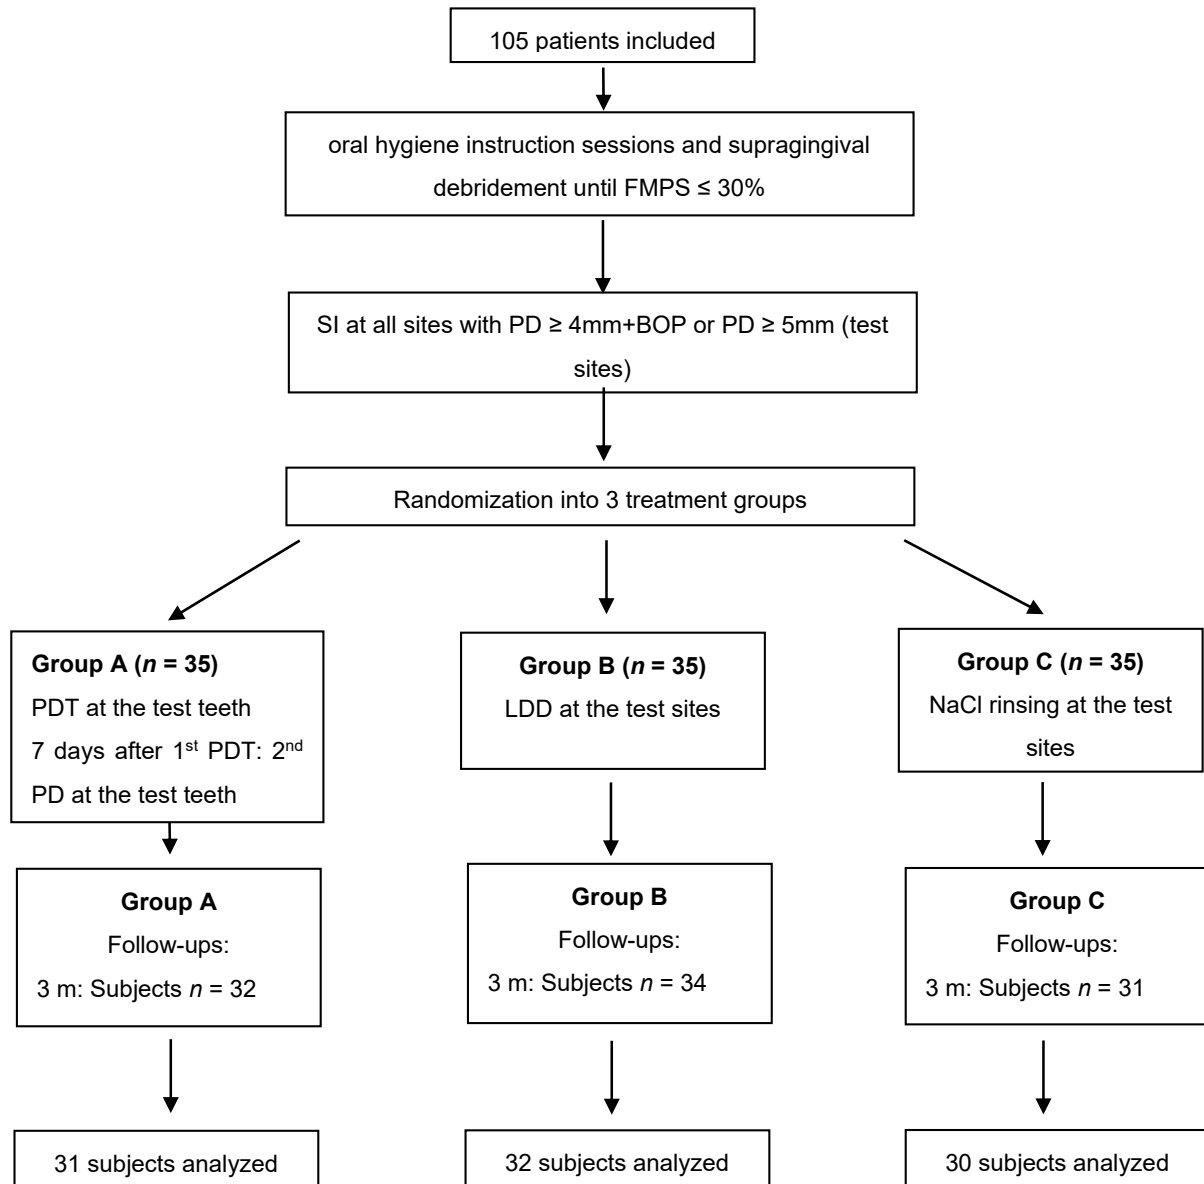 105 patients included
oral hygiene instruction sessions and supragingival
debridement until FMPS ≤ 30%
SI at all sites with PD ≥ 4mm+BOP or PD ≥ 5mm (test
sites)
Randomization into 3 treatment groups
Group A (n = 35)
PDT at the test teeth
7 days after 1st PDT: 2nd
PD at the test teeth
Group B (n = 35)
LDD at the test sites
Group C (n = 35)
NaCl rinsing at the test
sites
Group A
Follow-ups:
3 m: Subjects n = 32
Group B
Follow-ups:
3 m: Subjects n = 34
Group C
Follow-ups:
3 m: Subjects n = 31
31 subjects analyzed
32 subjects analyzed
30 subjects analyzed